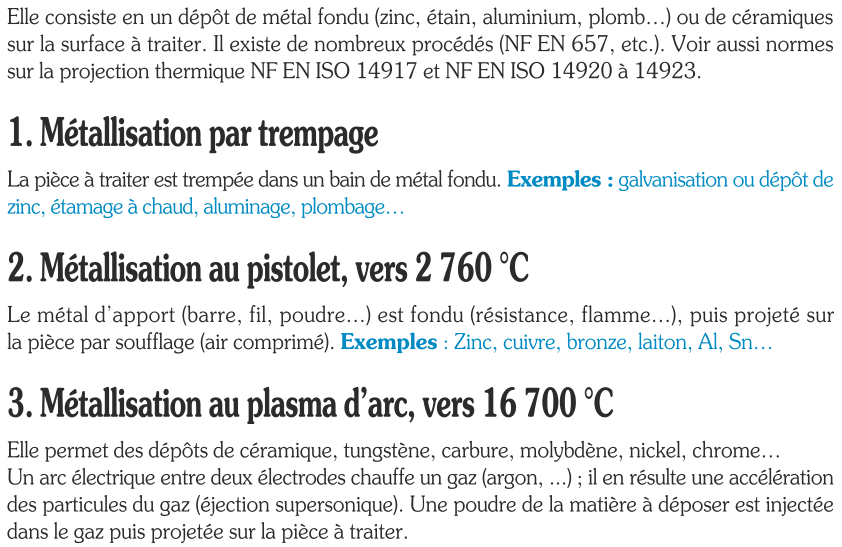 Elle consiste en un dépôt de métal fondu (zinc, étain, aluminium, plomb…) ou de céramiques
sur la surface à traiter. Il existe de nombreux procédés (NF EN 657, etc.). Voir aussi normes
sur la projection thermique NF EN ISO 14917 et NF EN ISO 14920 à 14923.
1. Métallisation par trempage
La pièce à traiter est trempée dans un bain de métal fondu. Exemples : galvanisation ou dépôt de
zinc, étamage à chaud, aluminage, plombage…
2. Métallisation au pistolet, vers 2 760 °C
Le métal d’apport (barre, fil, poudre…) est fondu (résistance, flamme…), puis projeté sur
la pièce par soufflage (air comprimé). Exemples : Zinc, cuivre, bronze, laiton, Al, Sn…
3. Métallisation au plasma d’arc, vers 16 700 °C
Elle permet des dépôts de céramique, tungstène, carbure, molybdène, nickel, chrome…
Un arc électrique entre deux électrodes chauffe un gaz (argon, ...) ; il en résulte une accélération
des particules du gaz (éjection supersonique). Une poudre de la matière à déposer est injectée
dans le gaz puis projetée sur la pièce à traiter.